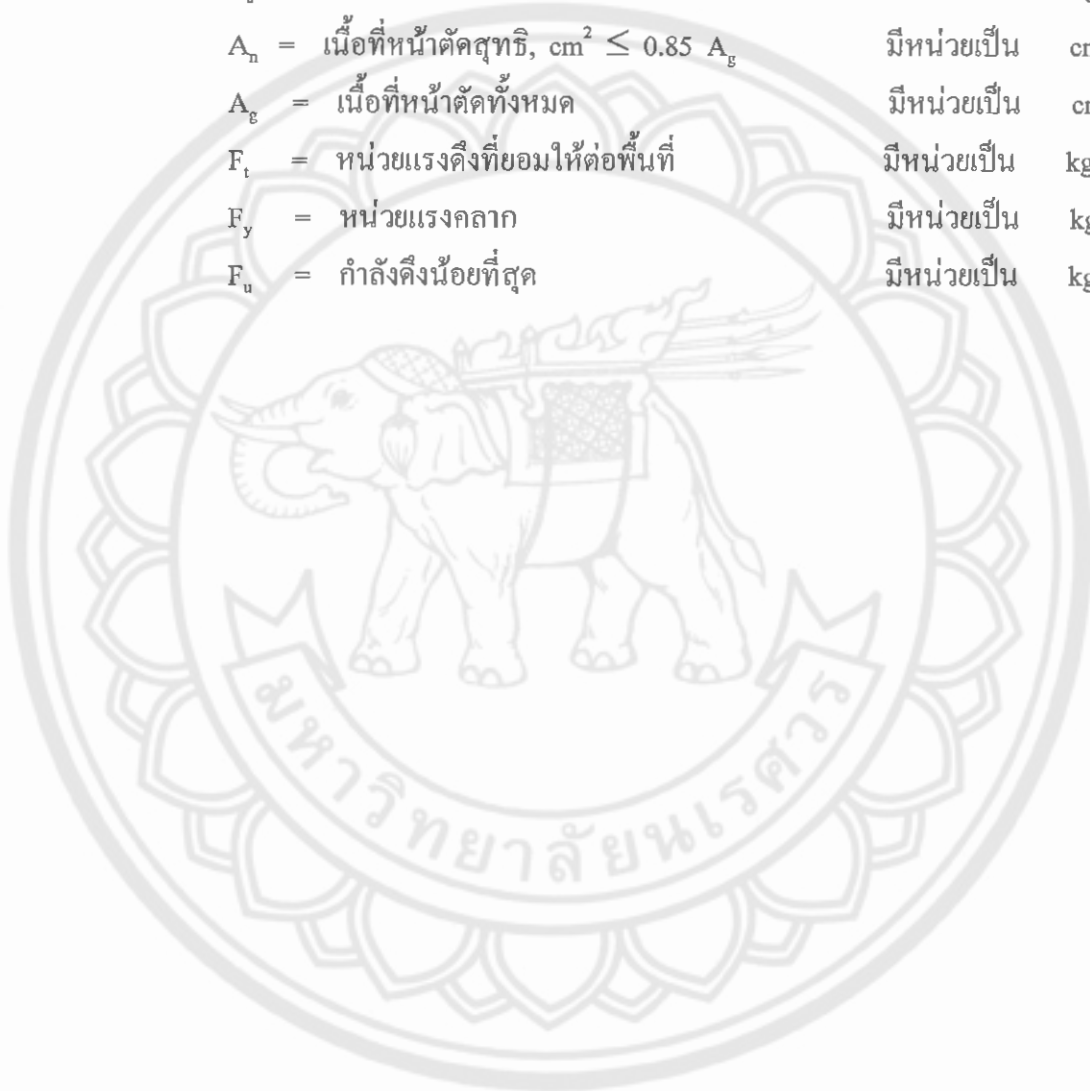 A_n = เนื้อที่หน้าตัดสุทธิ, cm² ≤ 0.85 A_g มีหน่วยเป็น
A_g = เนื้อที่หน้าตัดทั้งหมด มีหน่วยเป็น
F_t = หน่วยแรงดึงที่ยอมให้ต่อพื้นที่ มีหน่วยเป็น kg
F_y = หน่วยแรงคลาก มีหน่วยเป็น kg
F_u = กำลังดึงน้อยที่สุด มีหน่วยเป็น kg
มหาวิทยาลัยนเรศวร